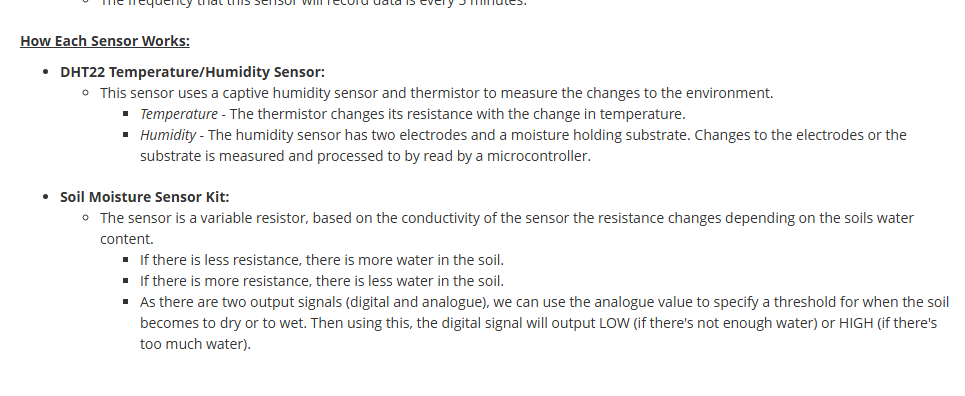 The frequency that this sensor will record data is every 5 minutes.
How Each Sensor Works:
DHT22 Temperature/Humidity Sensor:
This sensor uses a captive humidity sensor and thermistor to measure the changes to the environment.
Temperature - The thermistor changes its resistance with the change in temperature.
Humidity - The humidity sensor has two electrodes and a moisture holding substrate. Changes to the electrodes or the
substrate is measured and processed to by read by a microcontroller.
Soil Moisture Sensor Kit:
The sensor is a variable resistor, based on the conductivity of the sensor the resistance changes depending on the soils water
content.
If there is less resistance, there is more water in the soil.
If there is more resistance, there is less water in the soil.
As there are two output signals (digital and analogue), we can use the analogue value to specify a threshold for when the soil
becomes to dry or to wet. Then using this, the digital signal will output LOW (if there's not enough water) or HIGH (if there's
too much water).